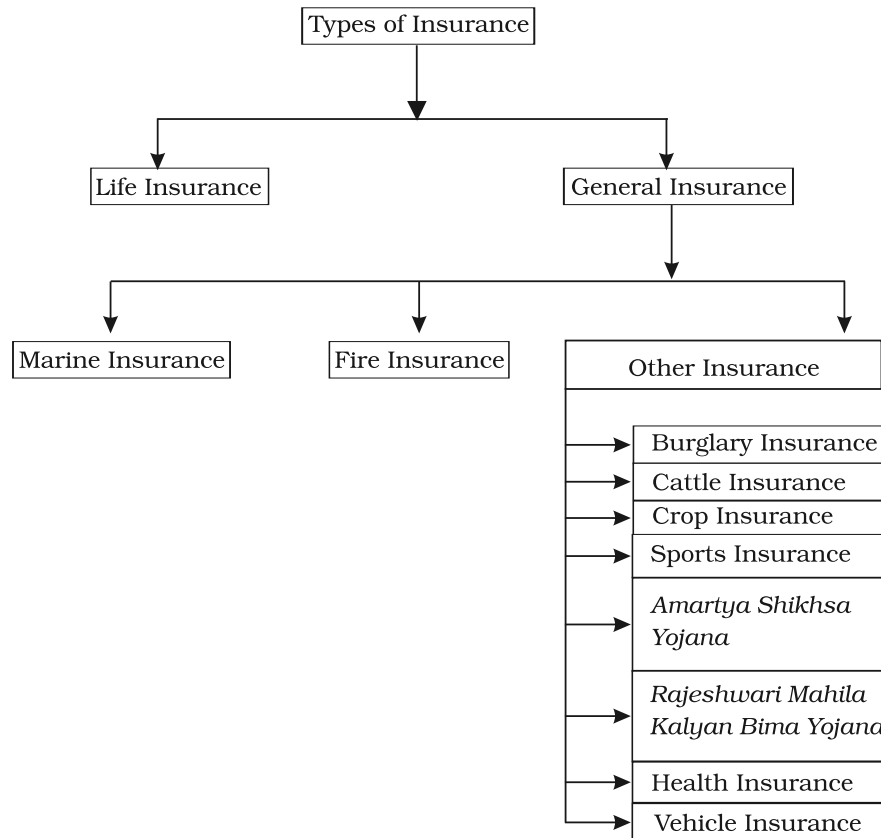 Types of Insurance
Life Insurance
General Insurance
Marine Insurance
Fire Insurance
Other Insurance
Burglary Insurance
Cattle Insurance
Crop Insurance
Sports Insurance
Amartya Shikhsa
Yojana
Rajeshwari Mahila
Kalyan Bima Yojana
Health Insurance
Vehicle Insurance